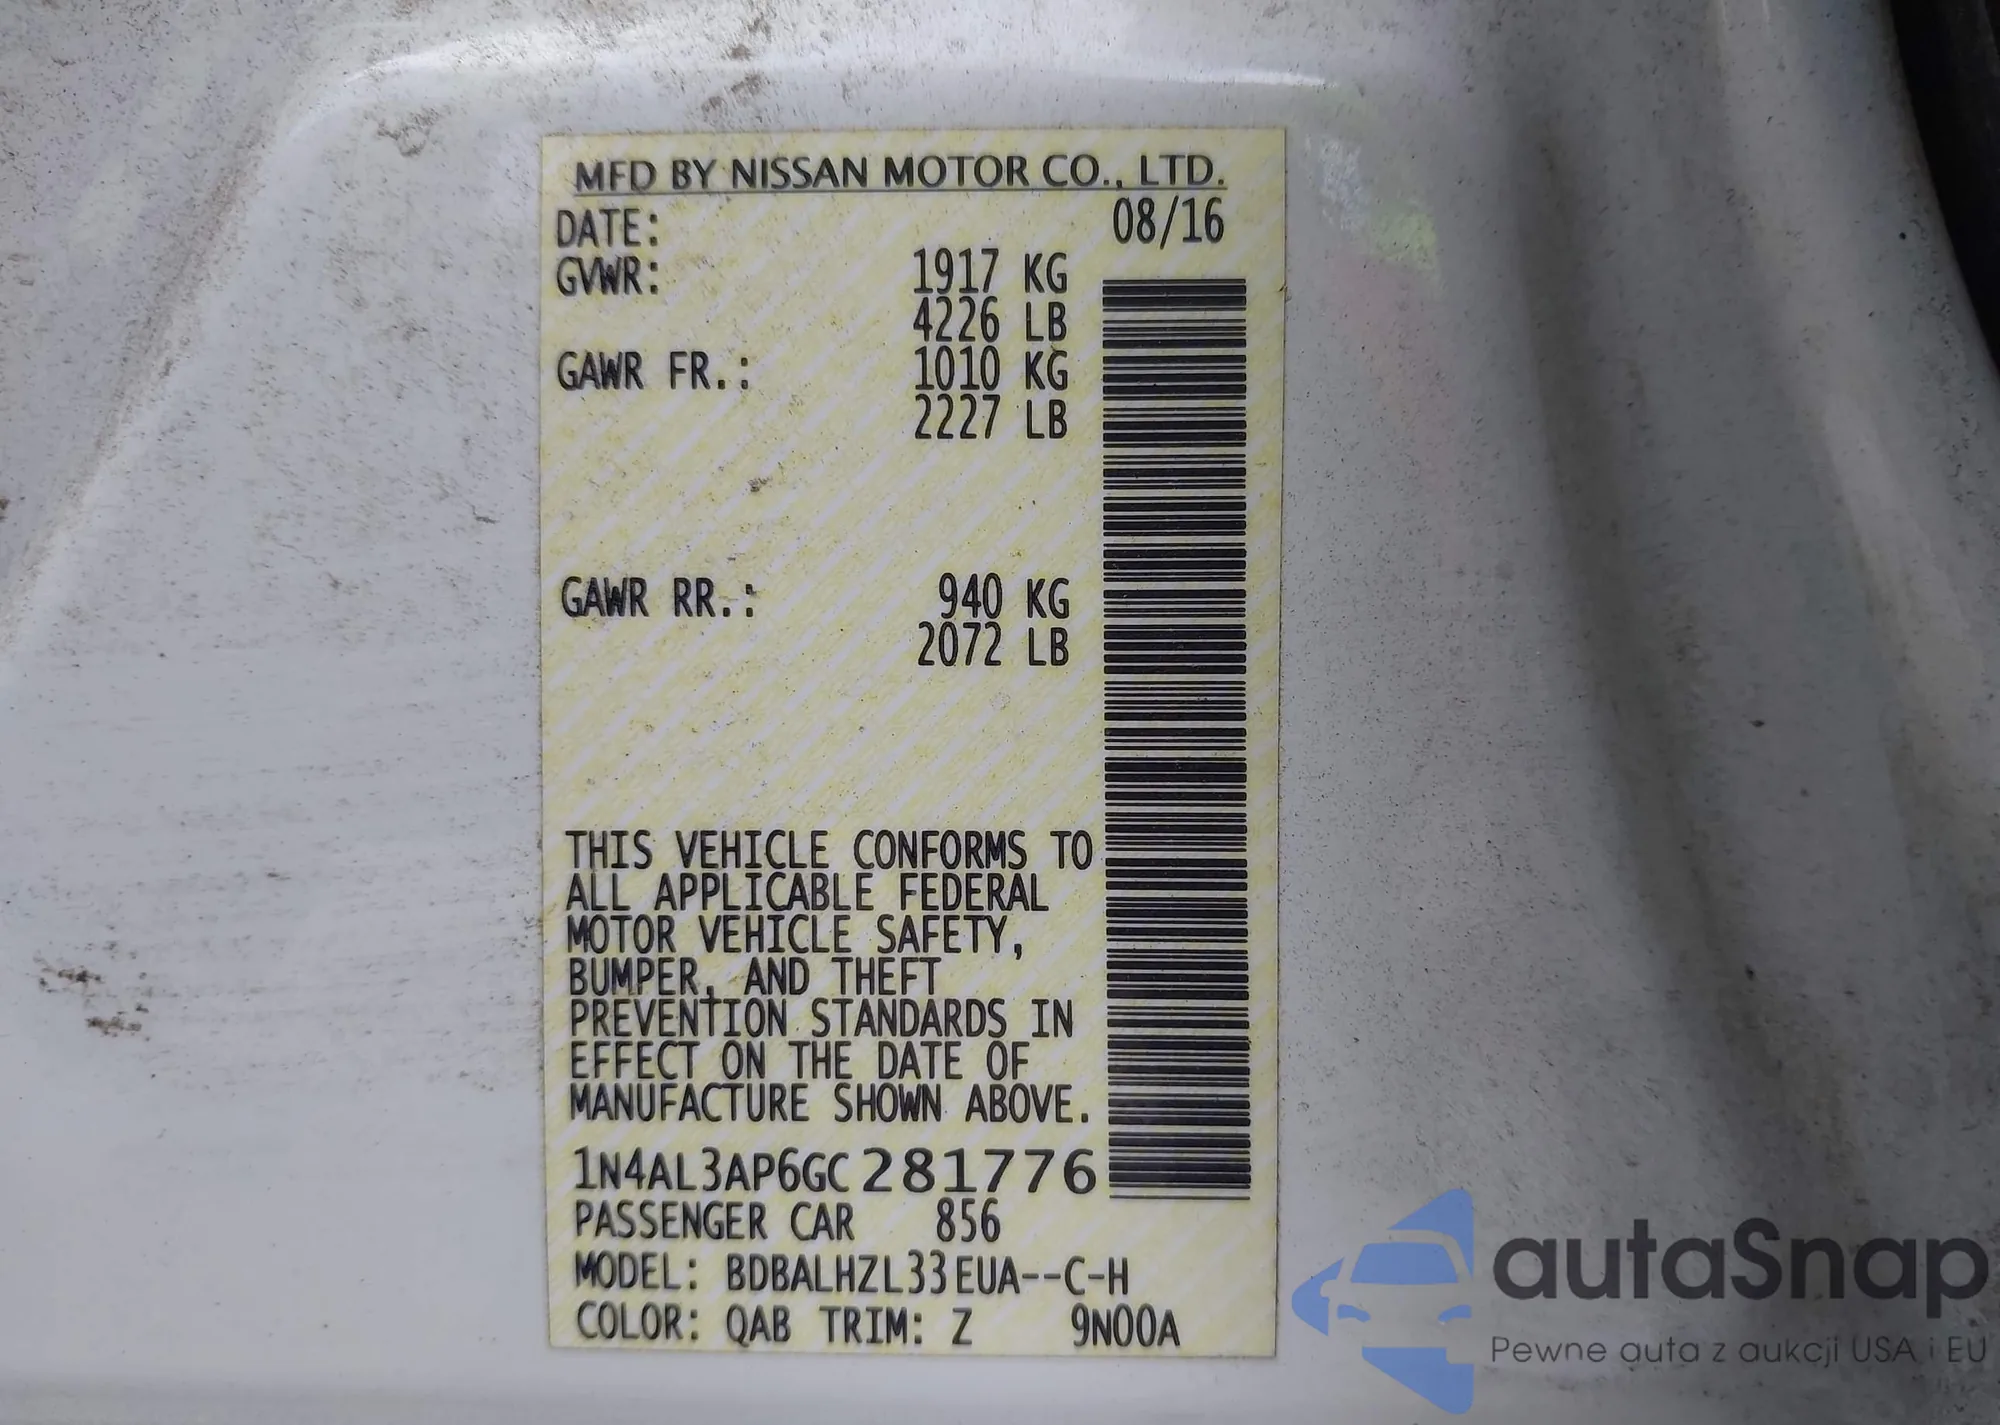 MFD BY NISSAN MOTOR CO., LTD.
DATE: 08/16
GVWR: 1917 KG
4226 LB
GAWR FR.: 1010 KG
2227 LB
GAWR RR.: 940 KG
2072 LB
THIS VEHICLE CONFORMS TO
ALL APPLICABLE FEDERAL
MOTOR VEHICLE SAFETY,
BUMPER, AND THEFT
PREVENTION STANDARDS IN
EFFECT ON THE DATE OF
MANUFACTURE SHOWN ABOVE.
1N4AL3AP6GC281776
PASSENGER CAR 856
MODEL: BDBALHZL33EUA--C-H
COLOR: QAB TRIM: Z 9N00A
autaSnap
Pewne auta z aukcji USA i EU